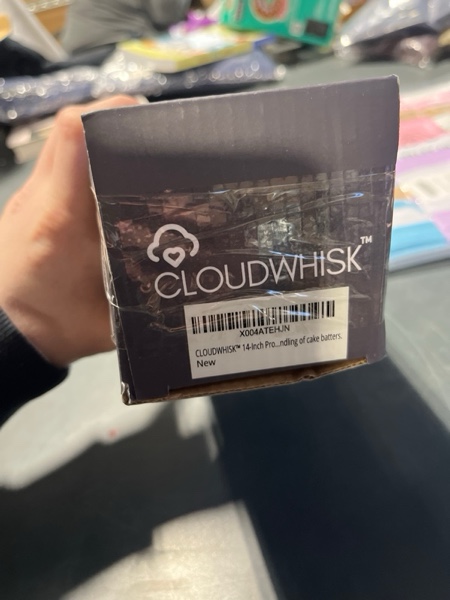 CLOUDWHISK™
X004ATEHJN
CLOUDWHISK™ 14-Inch Pro...ndling of cake batters.
New